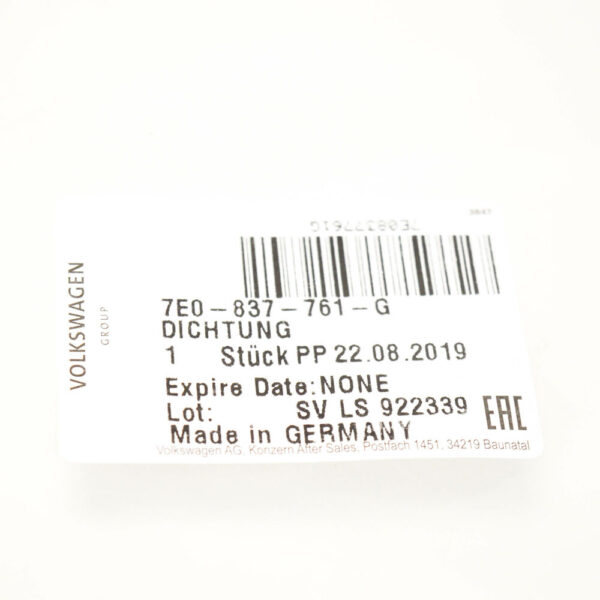 7E0837761G
VOLKSWAGEN
GROUP
7E0-837-761-G
DICHTUNG
1 Stück PP 22.08.2019
Expire Date:NONE
Lot: SV LS 922339
EAC
Made in GERMANY
Volkswagen AG, Konzern After Sales, Postfach 1451, 34219 Baunatal